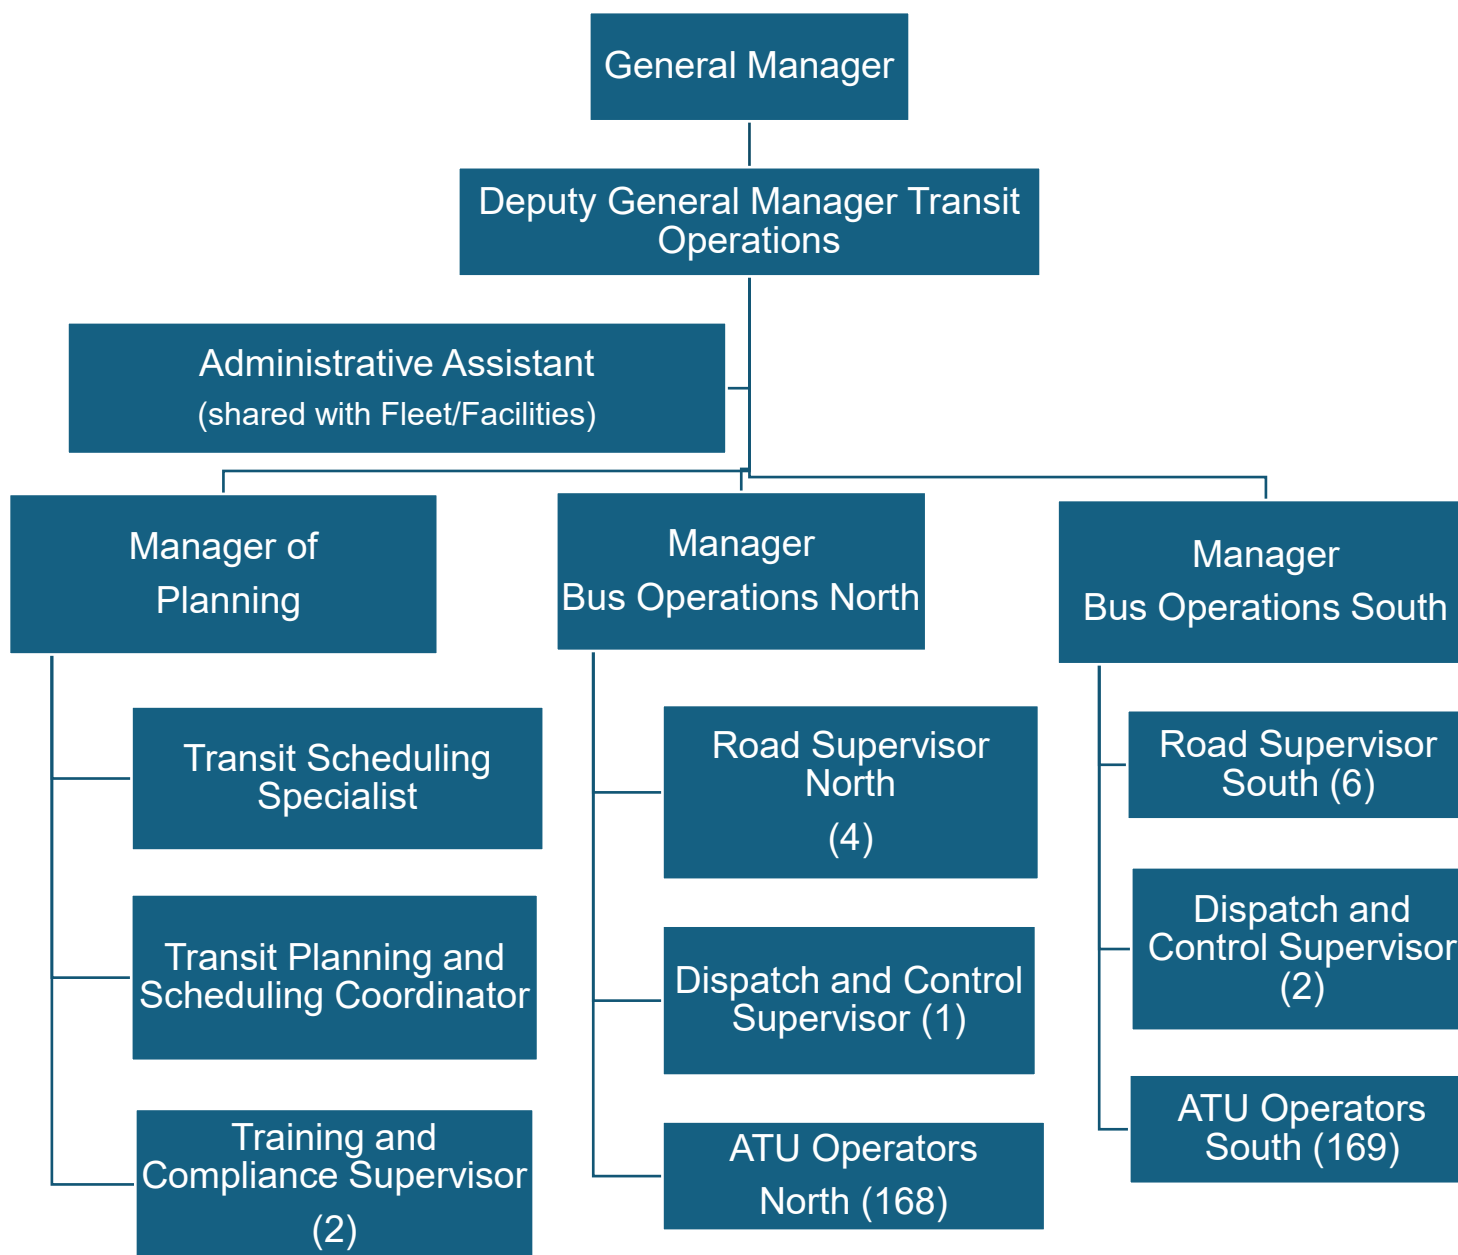 General Manager
Deputy General Manager Transit
Operations
Administrative Assistant
(shared with Fleet/Facilities)
Manager of
Planning
Transit Scheduling
Specialist
Transit Planning and
Scheduling Coordinator
Training and
Compliance Supervisor
(2)
Manager
Bus Operations North
Road Supervisor
North
(4)
Dispatch and Control
Supervisor (1)
ATU Operators
North (168)
Manager
Bus Operations South
Road Supervisor
South (6)
Dispatch and
Control Supervisor
(2)
ATU Operators
South (169)